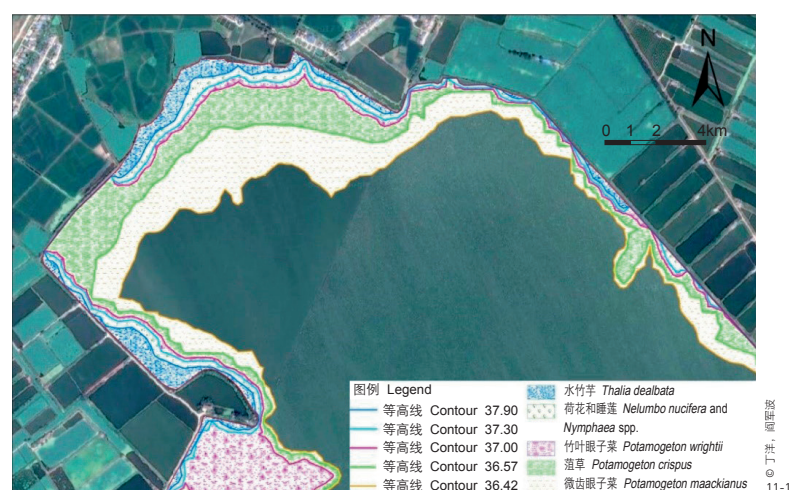 N
0 1 2 4km
图例 Legend
等高线 Contour 37.90
等高线 Contour 37.30
等高线 Contour 37.00
等高线 Contour 36.57
等高线 Contour 36.42
水竹芋 Thalia dealbata
荷花和睡莲 Nelumbo nucifera and
Nymphaea spp.
竹叶眼子菜 Potamogeton wrightii
菹草 Potamogeton crispus
微齿眼子菜 Potamogeton maackianus
© 丁洋,
11-1